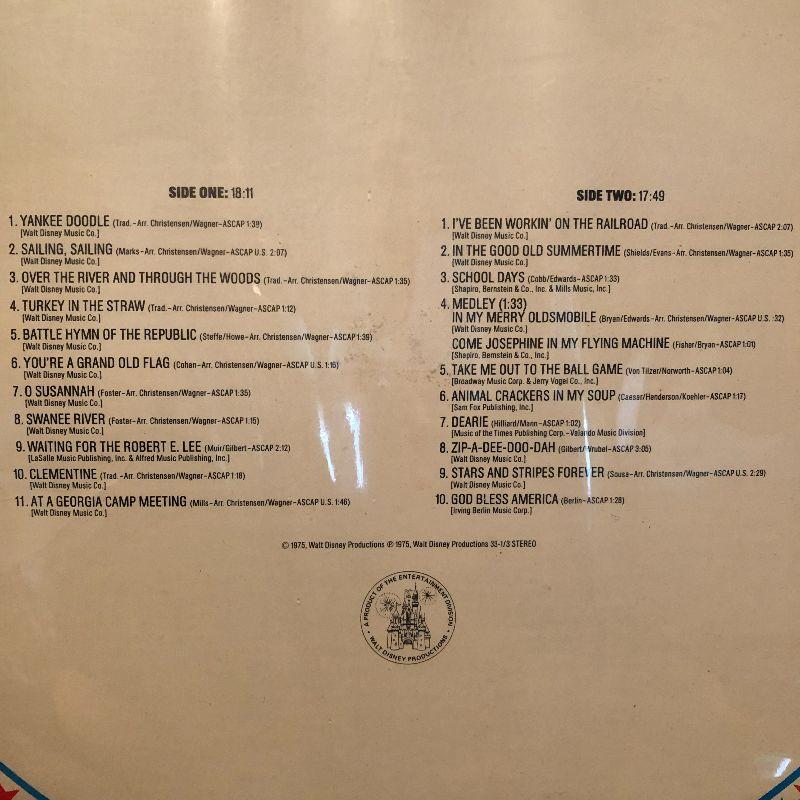 SIDE ONE: 18:11
1. YANKEE DOODLE (Trad.-Arr. Christensen/Wagner-ASCAP 1:39)
[Walt Disney Music Co.]
2. SAILING, SAILING (Marks-Arr. Christensen/Wagner-ASCAP U.S. 2:07)
[Walt Disney Music Co.]
3. OVER THE RIVER AND THROUGH THE WOODS (Trad.-Arr. Christensen/Wagner-ASCAP 1:35)
[Walt Disney Music Co.]
4. TURKEY IN THE STRAW (Trad.-Arr. Christensen/Wagner-ASCAP 1:12)
[Walt Disney Music Co.]
5. BATTLE HYMN OF THE REPUBLIC (Steffe/Howe-Arr. Christensen/Wagner-ASCAP 1:39)
[Walt Disney Music Co.]
6. YOU'RE A GRAND OLD FLAG (Cohan-Arr. Christensen/Wagner-ASCAP U.S. 1:16)
[Walt Disney Music Co.]
7. O SUSANNAH (Foster-Arr. Christensen/Wagner-ASCAP 1:35)
[Walt Disney Music Co.]
8. SWANEE RIVER (Foster-Arr. Christensen/Wagner-ASCAP 1:15)
[Walt Disney Music Co.]
9. WAITING FOR THE ROBERT E. LEE (Muir/Gilbert-ASCAP 2:12)
[LaSalle Music Publishing, Inc. & Alfred Music Publishing, Inc.]
10. CLEMENTINE (Trad.-Arr. Christensen/Wagner-ASCAP 1:18)
[Walt Disney Music Co.]
11. AT A GEORGIA CAMP MEETING (Mills-Arr. Christensen/Wagner-ASCAP U.S. 1:46)
[Walt Disney Music Co.]
SIDE TWO: 17:49
1. I'VE BEEN WORKIN' ON THE RAILROAD (Trad.-Arr. Christensen/Wagner-ASCAP 2:07)
[Walt Disney Music Co.]
2. IN THE GOOD OLD SUMMERTIME (Shields/Evans-Arr. Christensen/Wagner-ASCAP 1:35)
[Walt Disney Music Co.]
3. SCHOOL DAYS (Cobb/Edwards-ASCAP 1:33)
[Shapiro, Bernstein & Co., Inc. & Mills Music, Inc.]
4. MEDLEY (1:33)
IN MY MERRY OLDSMOBILE (Bryan/Edwards-Arr. Christensen/Wagner-ASCAP U.S. :32)
[Walt Disney Music Co.]
COME JOSEPHINE IN MY FLYING MACHINE (Fisher/Bryan-ASCAP 1:01)
[Shapiro, Bernstein & Co., Inc.]
5. TAKE ME OUT TO THE BALL GAME (Von Tilzer/Norworth-ASCAP 1:04)
[Broadway Music Corp. & Jerry Vogel Co., Inc.]
6. ANIMAL CRACKERS IN MY SOUP (Caesar/Henderson/Koehler-ASCAP 1:17)
[Sam Fox Publishing, Inc.]
7. DEARIE (Hilliard/Mann-ASCAP 1:02)
[Music of the Times Publishing Corp.-Valando Music Division]
8. ZIP-A-DEE-DOO-DAH (Gilbert/Wrubel-ASCAP 3:05)
[Walt Disney Music Co.]
9. STARS AND STRIPES FOREVER (Sousa-Arr. Christensen/Wagner-ASCAP U.S. 2:29)
[Walt Disney Music Co.]
10. GOD BLESS AMERICA (Berlin-ASCAP 1:28)
[Irving Berlin Music Corp.]
© 1975, Walt Disney Productions ℗ 1975, Walt Disney Productions 33-1/3 STEREO
A PRODUCT OF THE ENTERTAINMENT DIVISION
• WALT DISNEY PRODUCTIONS •